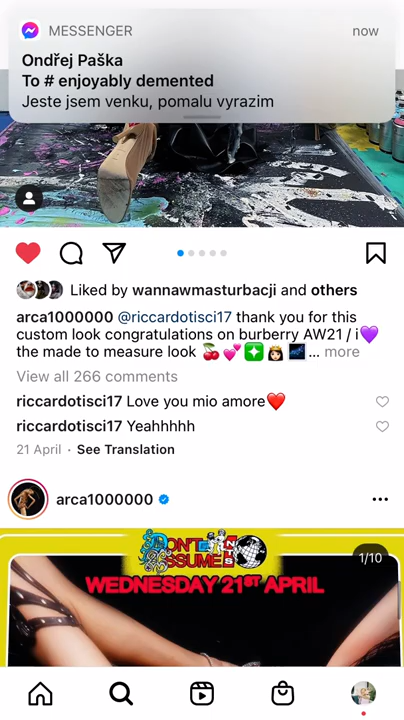 MESSENGER
now
Ondřej Paška
To # enjoyably demented
Jeste jsem venku, pomalu vyrazim
Liked by wannawmasturbacji and others
arca1000000 @riccardotisci17 thank you for this
custom look congratulations on burberry AW21 / i💜
the made to measure look 🍒💕❇️👸🏻🌌 ... more
View all 266 comments
riccardotisci17 Love you mio amore❤️
riccardotisci17 Yeahhhhh
21 April · See Translation
arca1000000
1/10
DON'T
ASSUME
WEDNESDAY 21ST APRIL